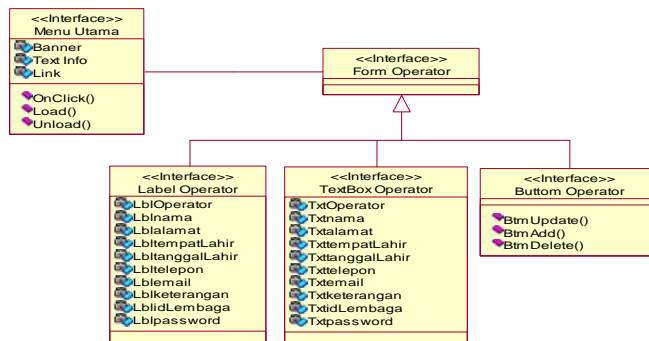 <<Interface>>
Menu Utama
Banner
Text Info
Link
OnClick()
Load()
Unload()
<<Interface>>
Form Operator
<<Interface>>
Label Operator
LblOperator
Lblnama
Lblalamat
LbltempatLahir
LbltanggalLahir
Lbltelepon
Lblemail
Lblketerangan
LblidLembaga
Lblpassword
<<Interface>>
TextBox Operator
TxtOperator
Txtnama
Txtalamat
TxttempatLahir
TxttanggalLahir
Txttelepon
Txtemail
Txtketerangan
TxtidLembaga
Txtpassword
<<Interface>>
Buttom Operator
BtmUpdate()
BtmAdd()
BtmDelete()